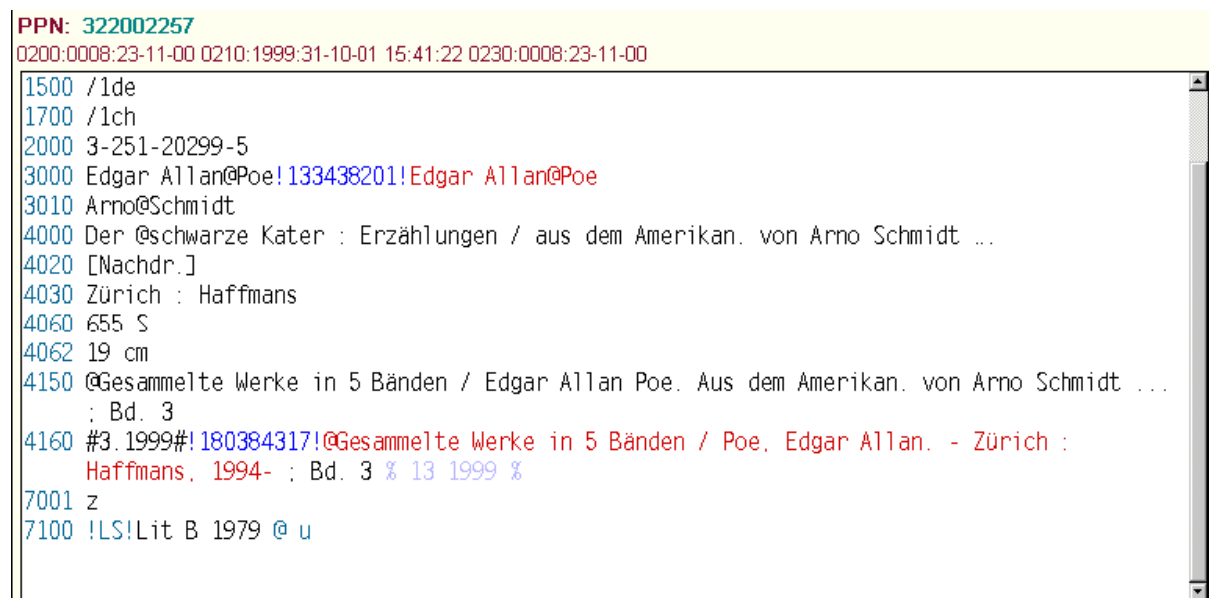 PPN: 322002257
0200:0008:23-11-00 0210:1999:31-10-01 15:41:22 0230:0008:23-11-00
1500 /1de
1700 /1ch
2000 3-251-20299-5
3000 Edgar Allan@Poe!133438201!Edgar Allan@Poe
3010 Arno@Schmidt
4000 Der @schwarze Kater : Erzählungen / aus dem Amerikan. von Arno Schmidt ...
4020 [Nachdr.]
4030 Zürich : Haffmans
4060 655 S
4062 19 cm
4150 @Gesammelte Werke in 5 Bänden / Edgar Allan Poe. Aus dem Amerikan. von Arno Schmidt ...
; Bd. 3
4160 #3.1999#!180384317!@Gesammelte Werke in 5 Bänden / Poe, Edgar Allan. - Zürich :
Haffmans, 1994- ; Bd. 3 % 13 1999 %
7001 z
7100 !LS!Lit B 1979 @ u